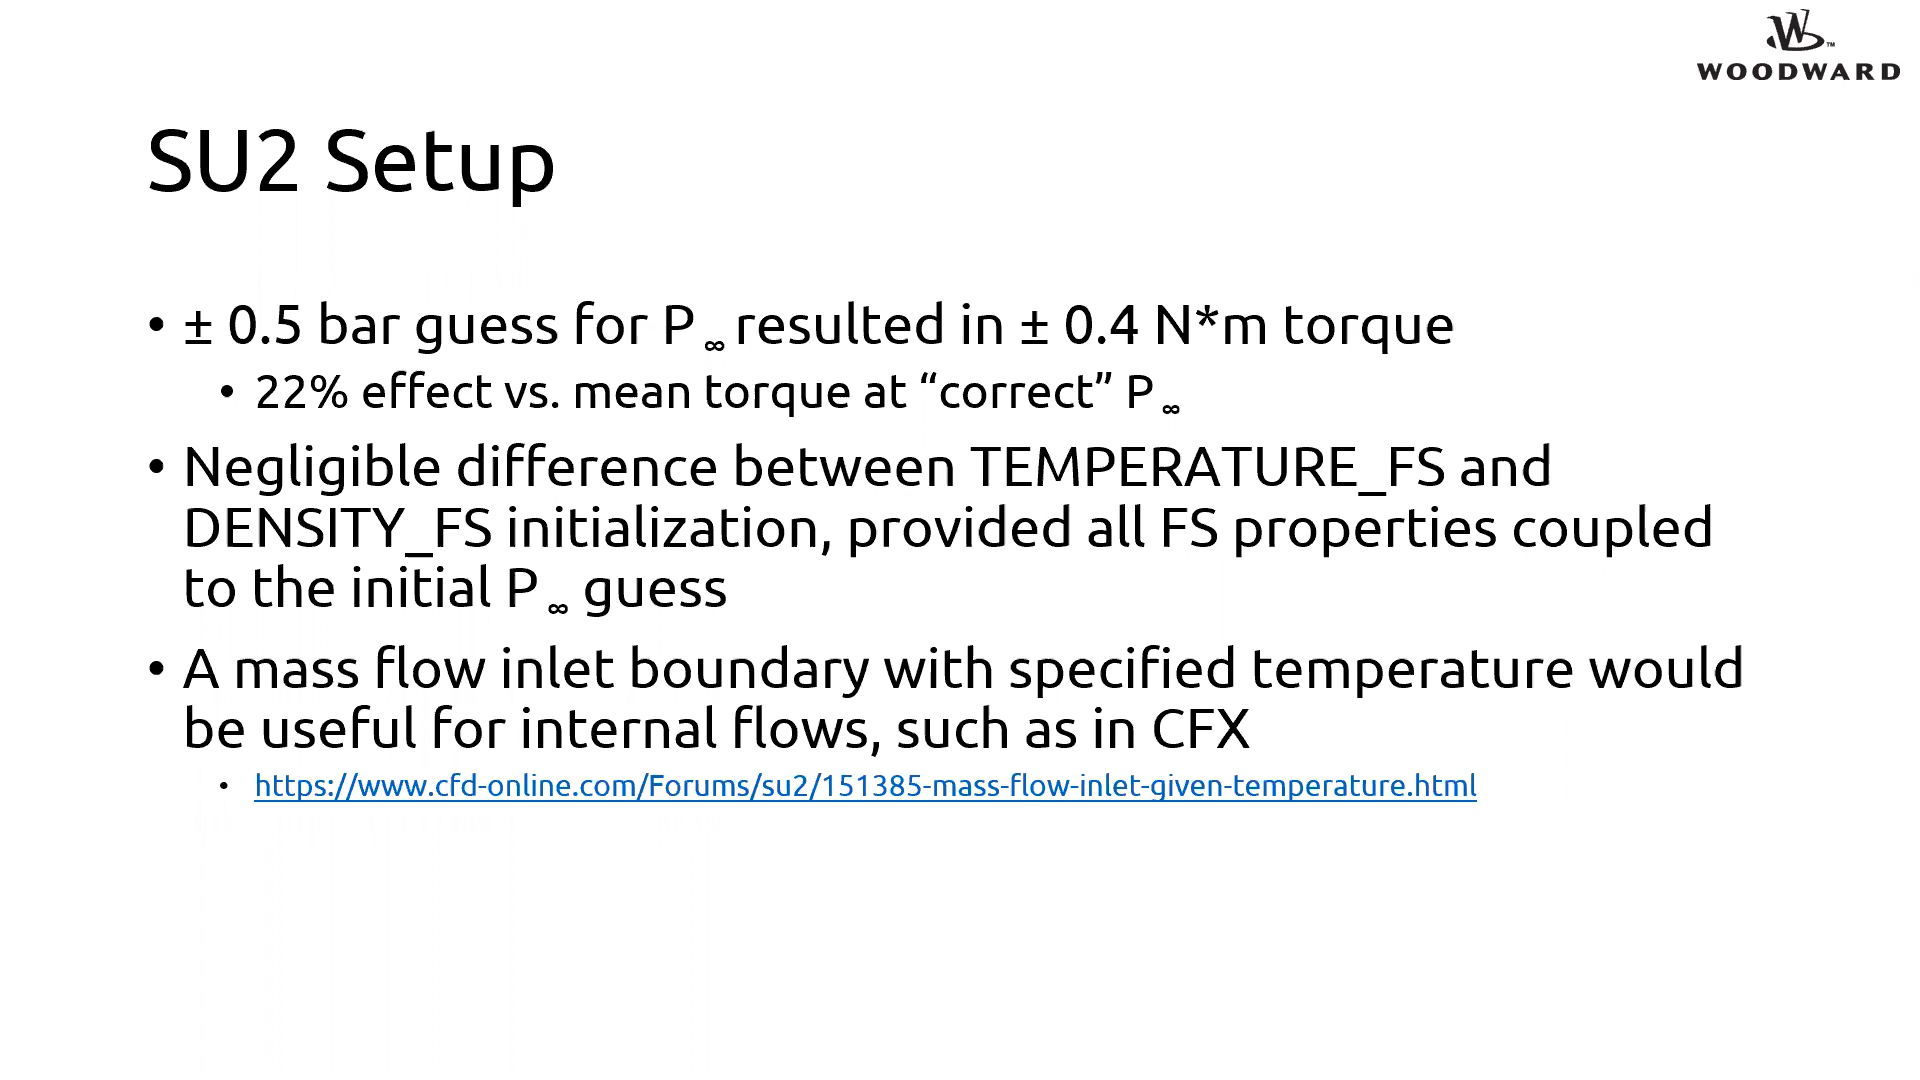 W™
WOODWARD
SU2 Setup
• ± 0.5 bar guess for P ∞ resulted in ± 0.4 N*m torque
• 22% effect vs. mean torque at “correct” P ∞
• Negligible difference between TEMPERATURE_FS and
DENSITY_FS initialization, provided all FS properties coupled
to the initial P ∞ guess
• A mass flow inlet boundary with specified temperature would
be useful for internal flows, such as in CFX
• https://www.cfd-online.com/Forums/su2/151385-mass-flow-inlet-given-temperature.html